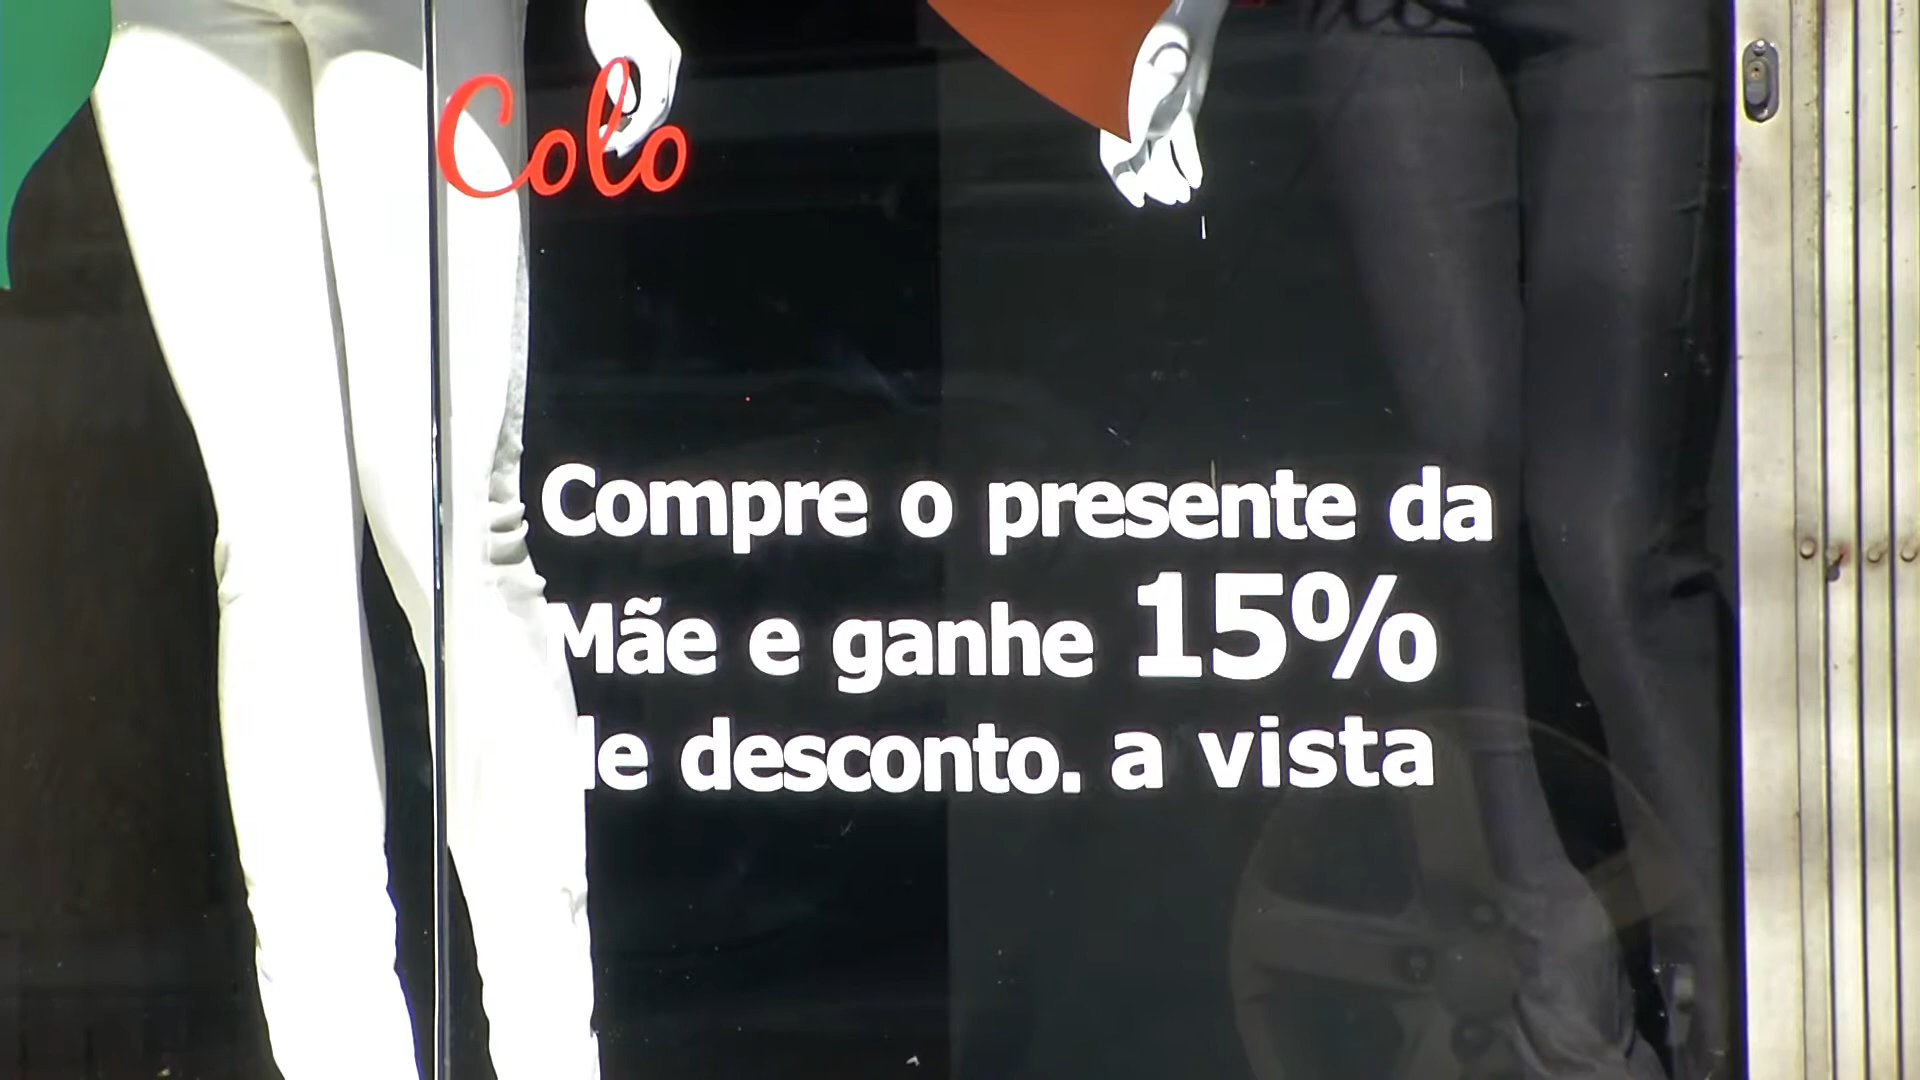 Colo
Compre o presente da
Mãe e ganhe 15%
de desconto. a vista